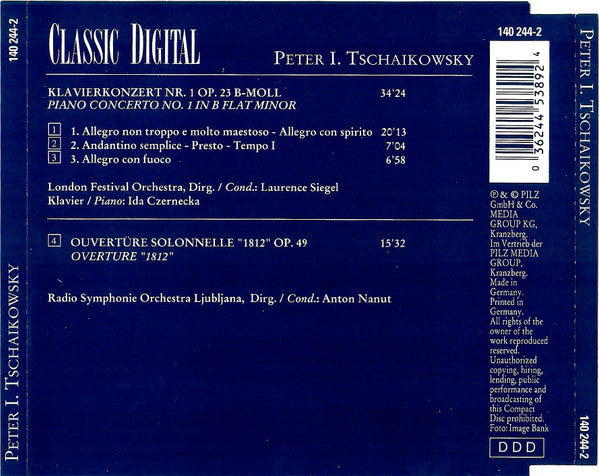 140 244-2
PETER I. TSCHAIKOWSKY
CLASSIC DIGITAL
PETER I. TSCHAIKOWSKY
KLAVIERKONZERT NR. 1 OP. 23 B-MOLL 34'24
PIANO CONCERTO NO. 1 IN B FLAT MINOR
1 1. Allegro non troppo e molto maestoso - Allegro con spirito 20'13
2 2. Andantino semplice - Presto - Tempo I 7'04
3 3. Allegro con fuoco 6'58
London Festival Orchestra, Dirg. / Cond.: Laurence Siegel
Klavier / Piano: Ida Czernecka
4 OUVERTÜRE SOLONNELLE "1812" OP. 49 15'32
OVERTURE "1812"
Radio Symphonie Orchestra Ljubljana, Dirg. / Cond.: Anton Nanut
140 244-2
0 36244 53892 4
℗ & © PILZ
GmbH & Co.
MEDIA
GROUP KG,
Kranzberg.
Im Vertrieb der
PILZ MEDIA
GROUP,
Kranzberg.
Made in
Germany.
Printed in
Germany.
All rights of the
owner of the
work reproduced
reserved.
Unauthorized
copying, hiring,
lending, public
performance and
broadcasting of
this Compact
Disc prohibited.
Foto: Image Bank
DDD
PETER I. TSCHAIKOWSKY
140 244-2